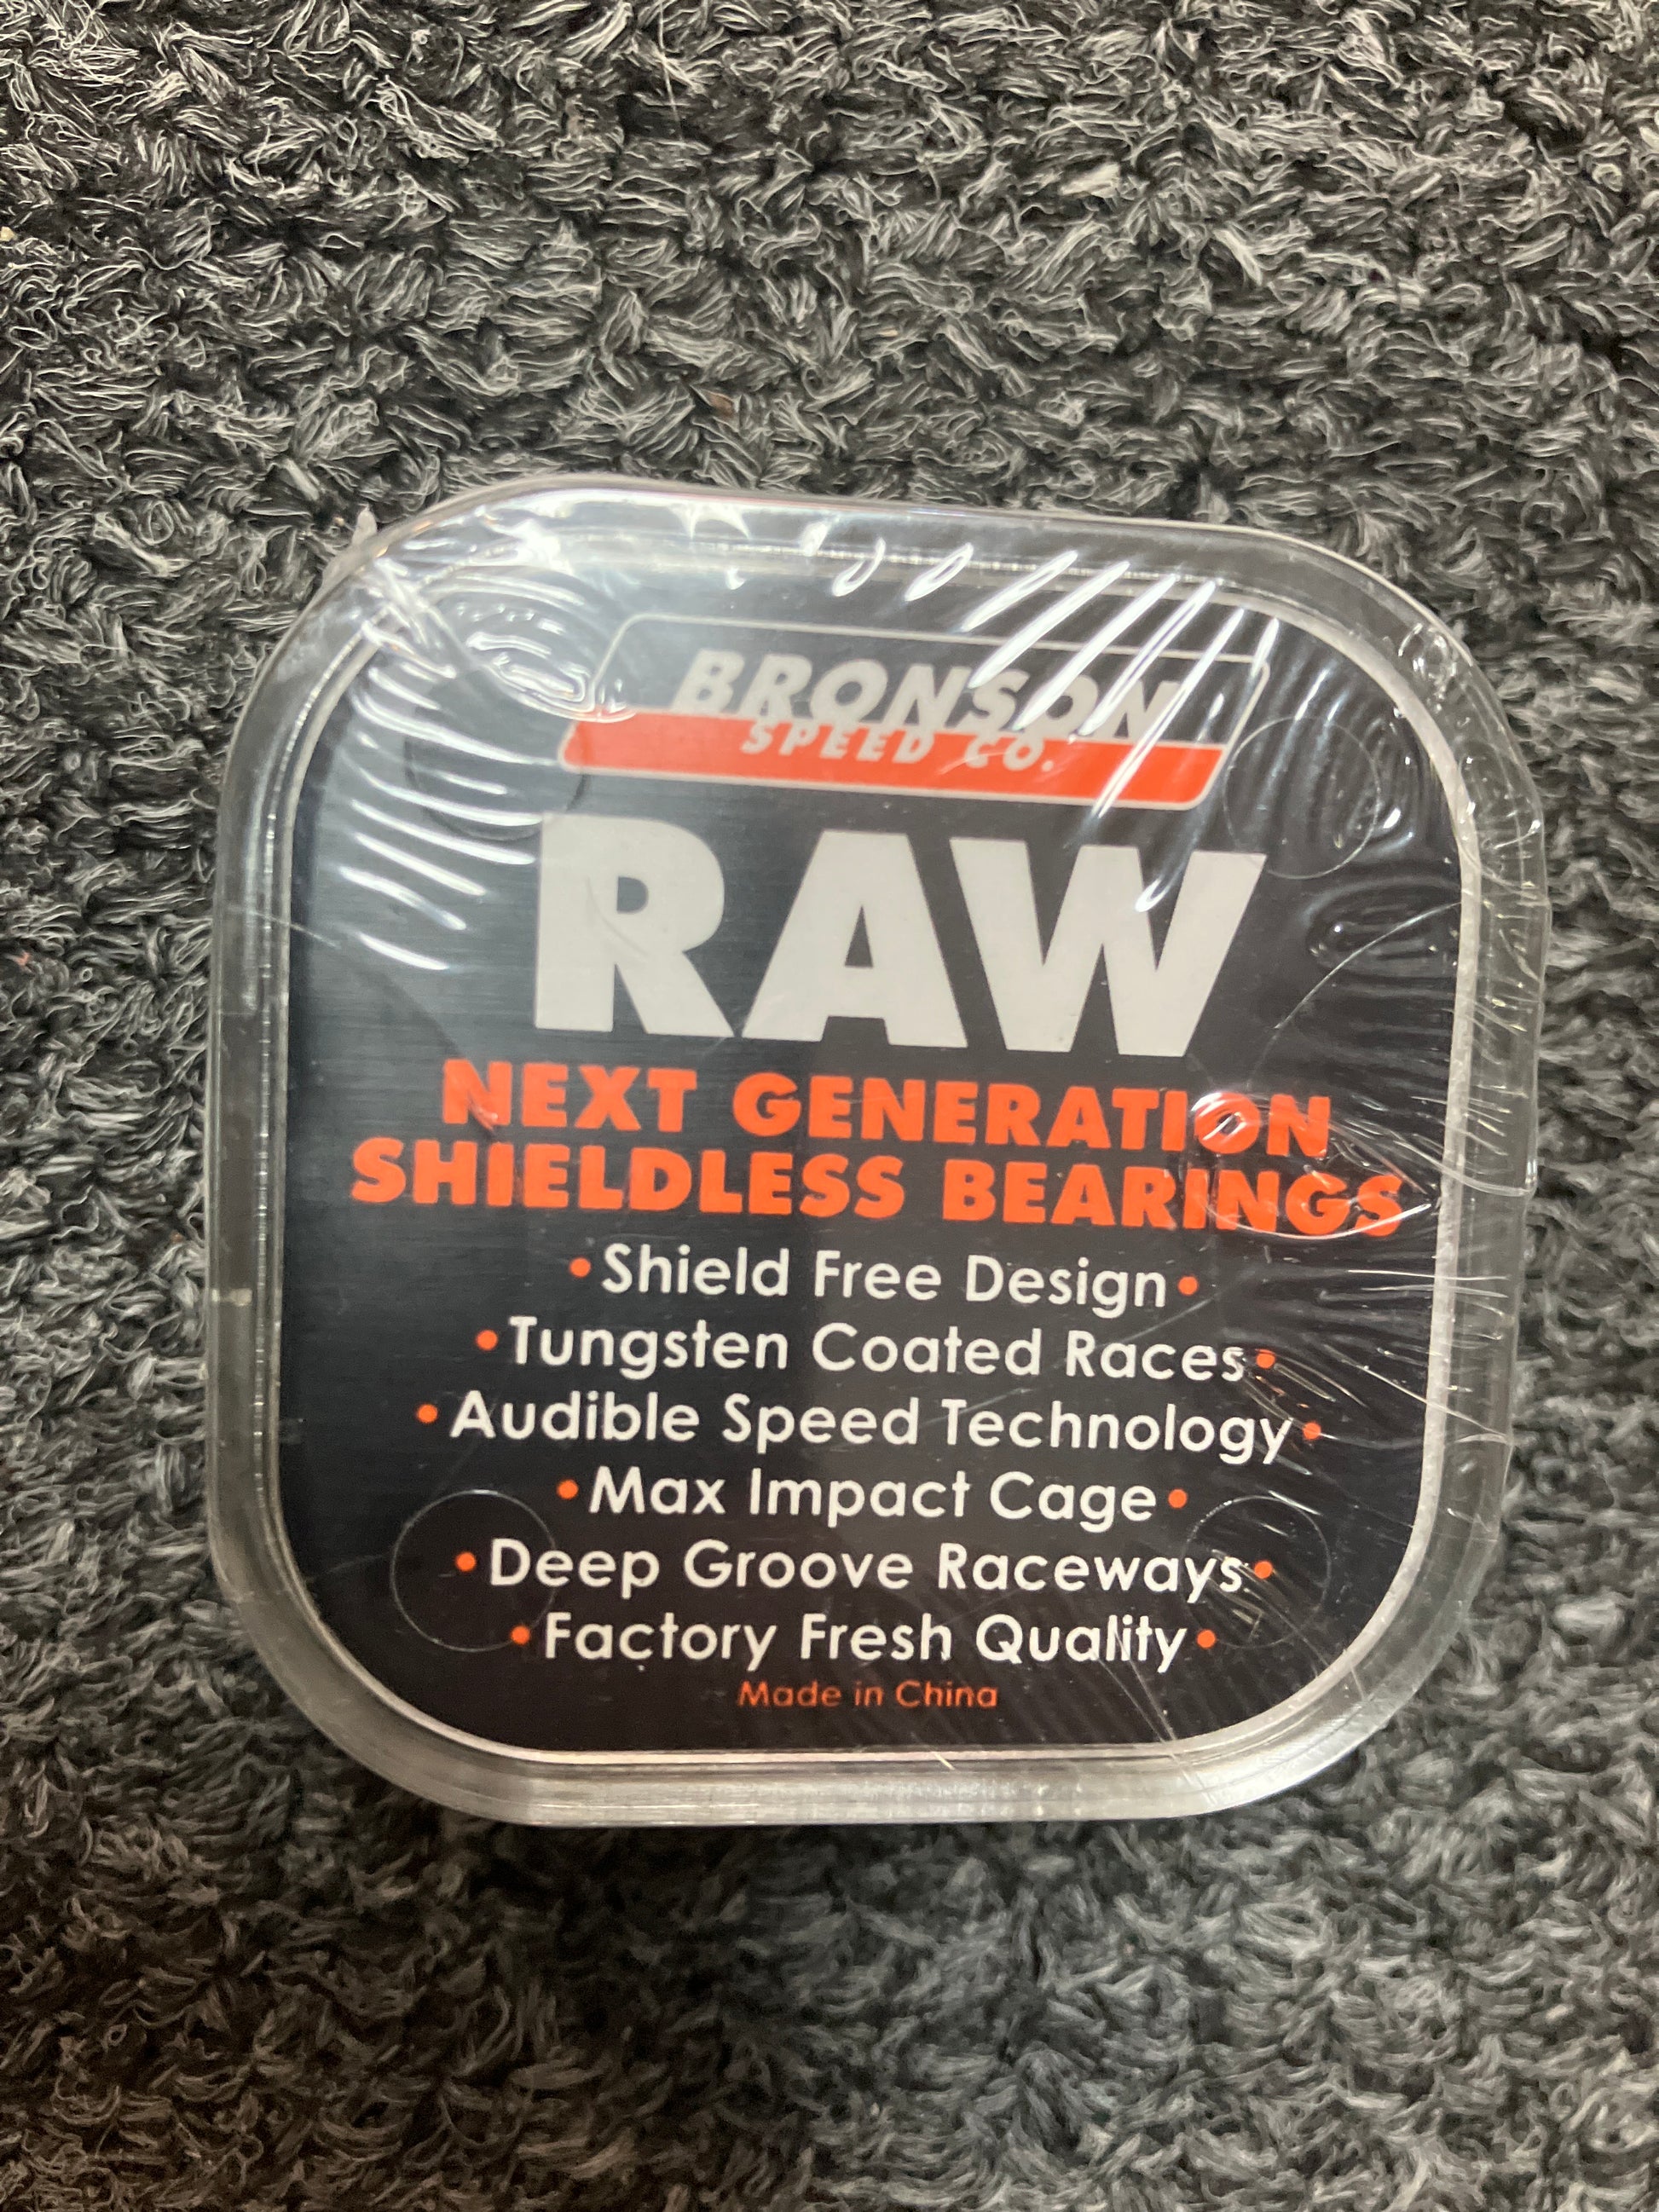 BRONSON
SPEED CO.
RAW
NEXT GENERATION
SHIELDLESS BEARINGS
•Shield Free Design•
•Tungsten Coated Races•
•Audible Speed Technology•
•Max Impact Cage•
•Deep Groove Raceways•
•Factory Fresh Quality•
Made in China